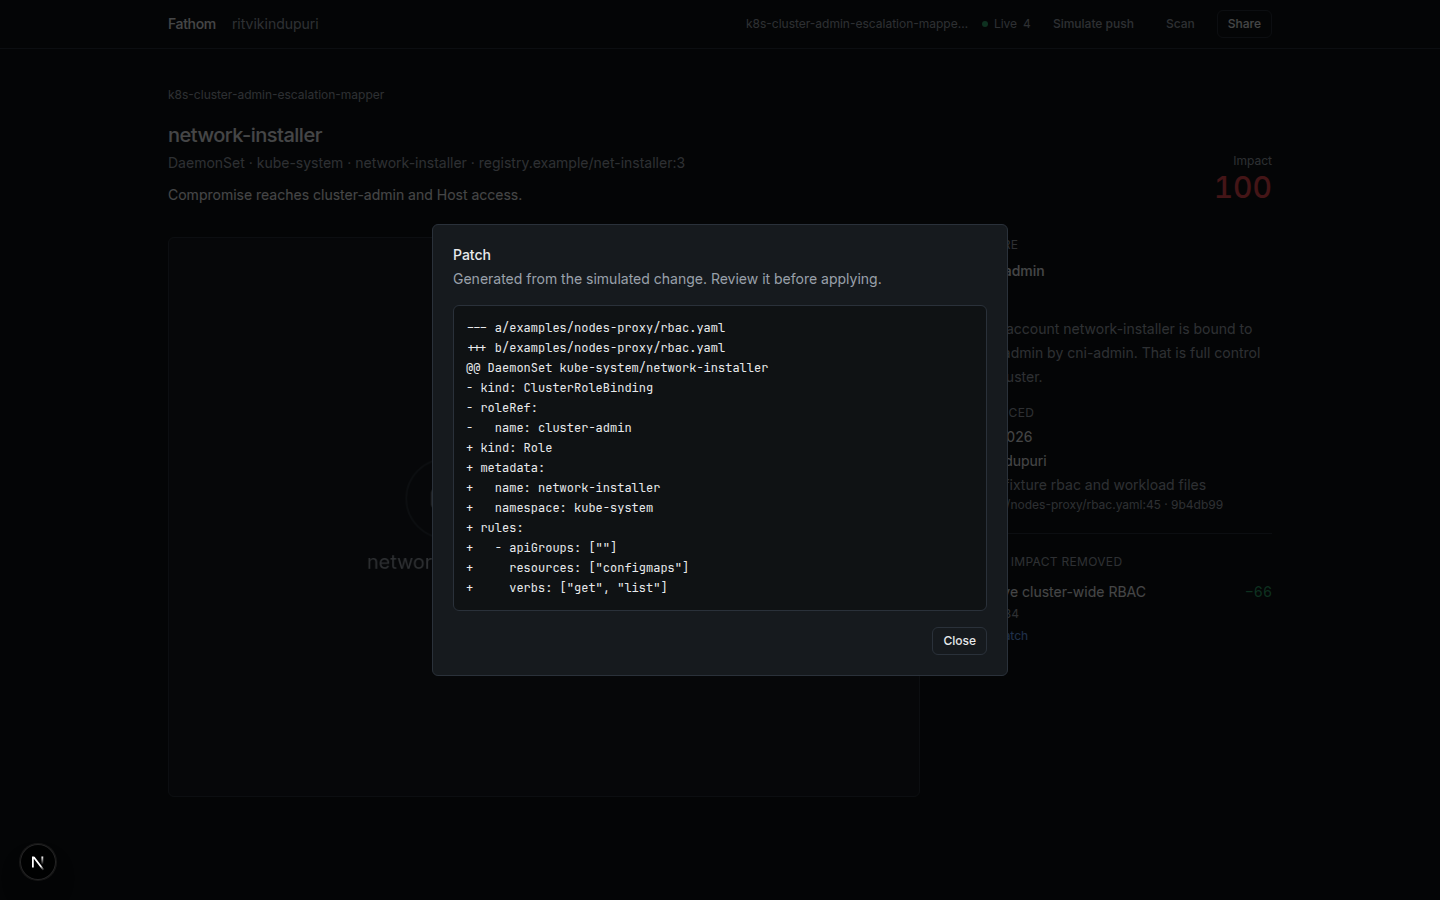 Fathom ritvikindupuri k8s-cluster-admin-escalation-mappe... Live 4 Simulate push Scan Share
k8s-cluster-admin-escalation-mapper
network-installer
DaemonSet · kube-system · network-installer · registry.example/net-installer:3
Impact
100
Compromise reaches cluster-admin and Host access.
Patch
Generated from the simulated change. Review it before applying.
--- a/examples/nodes-proxy/rbac.yaml
+++ b/examples/nodes-proxy/rbac.yaml
@@ DaemonSet kube-system/network-installer
- kind: ClusterRoleBinding
- roleRef:
-   name: cluster-admin
+ kind: Role
+ metadata:
+   name: network-installer
+   namespace: kube-system
+ rules:
+   - apiGroups: [""]
+     resources: ["configmaps"]
+     verbs: ["get", "list"]
Close
networ
RE
admin
account network-installer is bound to
admin by cni-admin. That is full control
uster.
CED
026
dupuri
fixture rbac and workload files
/nodes-proxy/rbac.yaml:45 · 9b4db99
IMPACT REMOVED
ve cluster-wide RBAC −66
34
atch